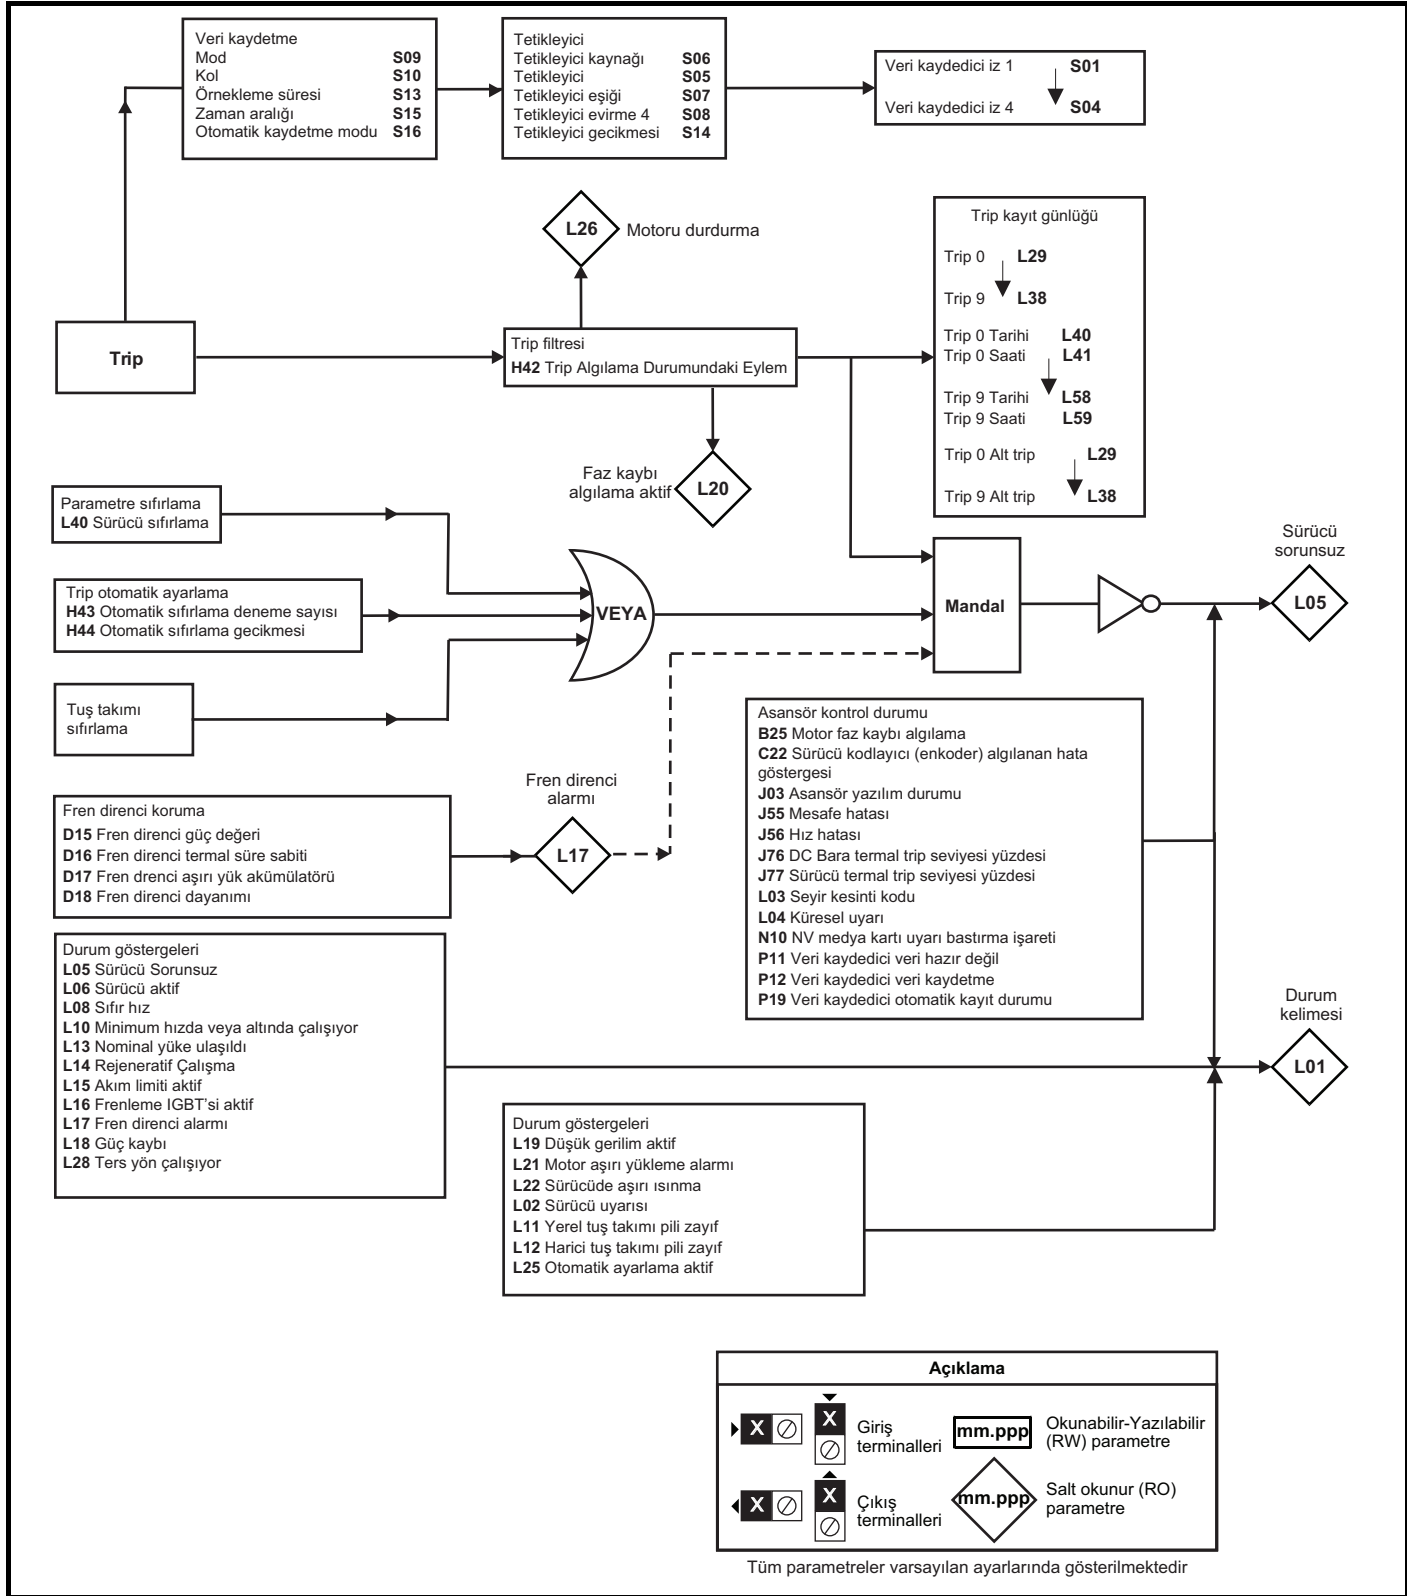 Veri kaydetme
Mod S09
Kol S10
Örnekleme süresi S13
Zaman aralığı S15
Otomatik kaydetme modu S16
Tetikleyici
Tetikleyici kaynağı S06
Tetikleyici S05
Tetikleyici eşiği S07
Tetikleyici evirme 4 S08
Tetikleyici gecikmesi S14
Veri kaydedici iz 1 S01
Veri kaydedici iz 4 S04
L26 Motoru durdurma
Trip kayıt günlüğü
Trip 0 L29
Trip 9 L38
Trip 0 Tarihi L40
Trip 0 Saati L41
Trip 9 Tarihi L58
Trip 9 Saati L59
Trip 0 Alt trip L29
Trip 9 Alt trip L38
Trip
Trip filtresi
H42 Trip Algılama Durumundaki Eylem
Faz kaybı
algılama aktif
L20
Parametre sıfırlama
L40 Sürücü sıfırlama
Trip otomatik ayarlama
H43 Otomatik sıfırlama deneme sayısı
H44 Otomatik sıfırlama gecikmesi
Tuş takımı
sıfırlama
VEYA
Mandal
Sürücü
sorunsuz
L05
Fren direnci koruma
D15 Fren direnci güç değeri
D16 Fren direnci termal süre sabiti
D17 Fren drenci aşırı yük akümülatörü
D18 Fren direnci dayanımı
Fren direnci
alarmı
L17
Asansör kontrol durumu
B25 Motor faz kaybı algılama
C22 Sürücü kodlayıcı (enkoder) algılanan hata
göstergesi
J03 Asansör yazılım durumu
J55 Mesafe hatası
J56 Hız hatası
J76 DC Bara termal trip seviyesi yüzdesi
J77 Sürücü termal trip seviyesi yüzdesi
L03 Seyir kesinti kodu
L04 Küresel uyarı
N10 NV medya kartı uyarı bastırma işareti
P11 Veri kaydedici veri hazır değil
P12 Veri kaydedici veri kaydetme
P19 Veri kaydedici otomatik kayıt durumu
Durum göstergeleri
L05 Sürücü Sorunsuz
L06 Sürücü aktif
L08 Sıfır hız
L10 Minimum hızda veya altında çalışıyor
L13 Nominal yüke ulaşıldı
L14 Rejeneratif Çalışma
L15 Akım limiti aktif
L16 Frenleme IGBT'si aktif
L17 Fren direnci alarmı
L18 Güç kaybı
L28 Ters yön çalışıyor
Durum
kelimesi
L01
Durum göstergeleri
L19 Düşük gerilim aktif
L21 Motor aşırı yükleme alarmı
L22 Sürücüde aşırı ısınma
L02 Sürücü uyarısı
L11 Yerel tuş takımı pili zayıf
L12 Harici tuş takımı pili zayıf
L25 Otomatik ayarlama aktif
Açıklama
X X Giriş
terminalleri
mm.ppp Okunabilir-Yazılabilir
(RW) parametre
X X Çıkış
terminalleri
mm.ppp Salt okunur (RO)
parametre
Tüm parametreler varsayılan ayarlarında gösterilmektedir